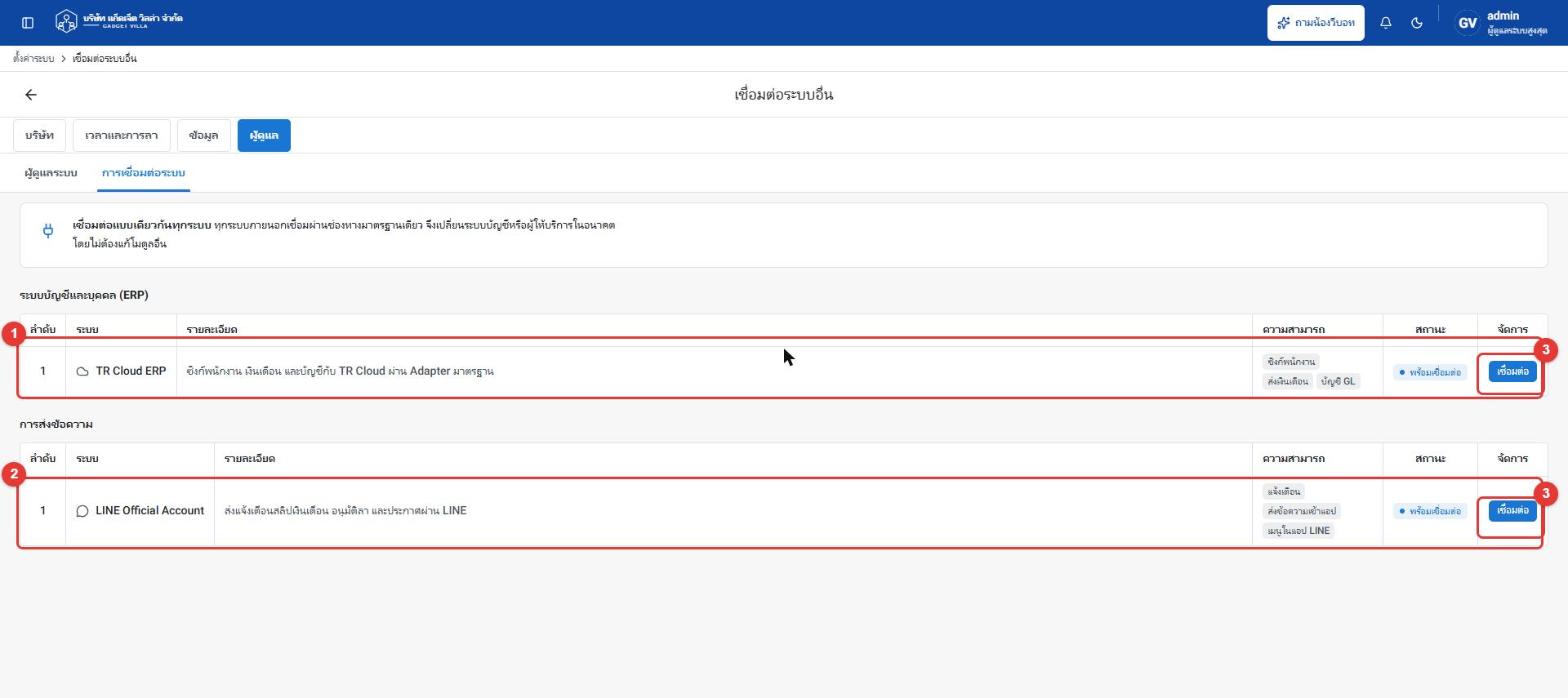 บริษัท แก็ดเจ็ต วิลล่า จำกัด
GADGET VILLA
ถามน้องวีบอท
GV
admin
ผู้ดูแลระบบสูงสุด
ตั้งค่าระบบ > เชื่อมต่อระบบอื่น
เชื่อมต่อระบบอื่น
บริษัท เวลาและการลา ข้อมูล ผู้ดูแล
ผู้ดูแลระบบ การเชื่อมต่อระบบ
เชื่อมต่อแบบเดียวกันทุกระบบ ทุกระบบภายนอกเชื่อมผ่านช่องทางมาตรฐานเดียว จึงเปลี่ยนระบบบัญชีหรือผู้ให้บริการในอนาคต
โดยไม่ต้องแก้โมดูลอื่น
ระบบบัญชีและบุคคล (ERP)
1
ลำดับ ระบบ รายละเอียด ความสามารถ สถานะ จัดการ
3
1 TR Cloud ERP ซิงก์พนักงาน เงินเดือน และบัญชีกับ TR Cloud ผ่าน Adapter มาตรฐาน
ซิงก์พนักงาน
ส่งเงินเดือน บัญชี GL
พร้อมเชื่อมต่อ
เชื่อมต่อ
การส่งข้อความ
ลำดับ ระบบ รายละเอียด ความสามารถ สถานะ จัดการ
2
3
1 LINE Official Account ส่งแจ้งเตือนสลิปเงินเดือน อนุมัติลา และประกาศผ่าน LINE
แจ้งเตือน
ส่งข้อความเข้าแอป
เมนูในแอป LINE
พร้อมเชื่อมต่อ
เชื่อมต่อ